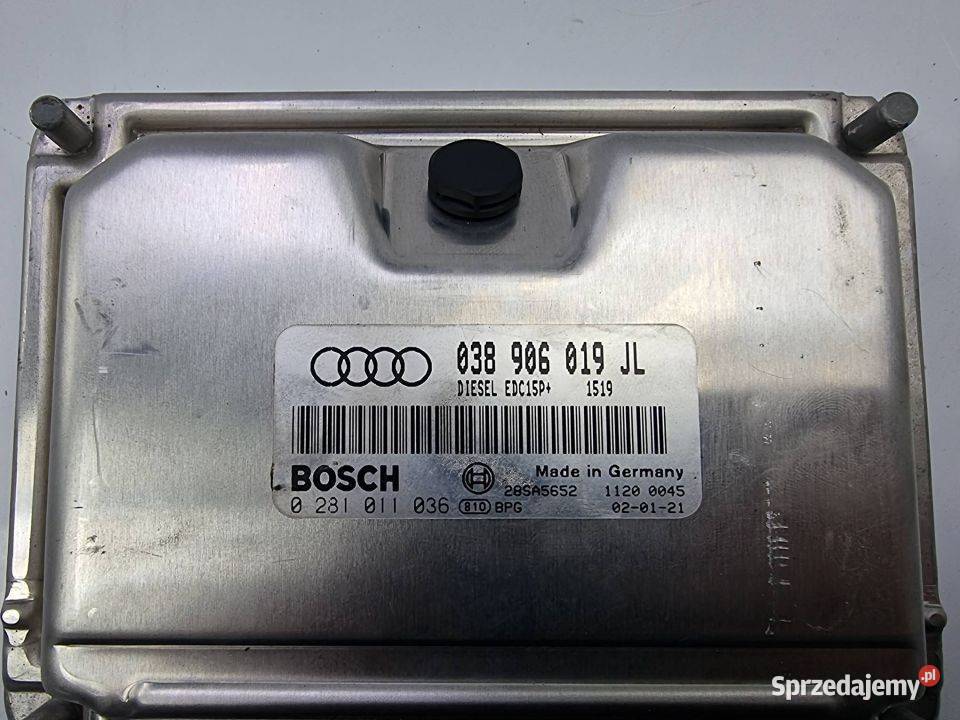 038 906 019 JL
DIESEL EDC15P+ 1519
BOSCH
Made in Germany
28SA5652 1120 0045
0 281 011 036 810 BPG 02-01-21
Sprzedajemy.pl